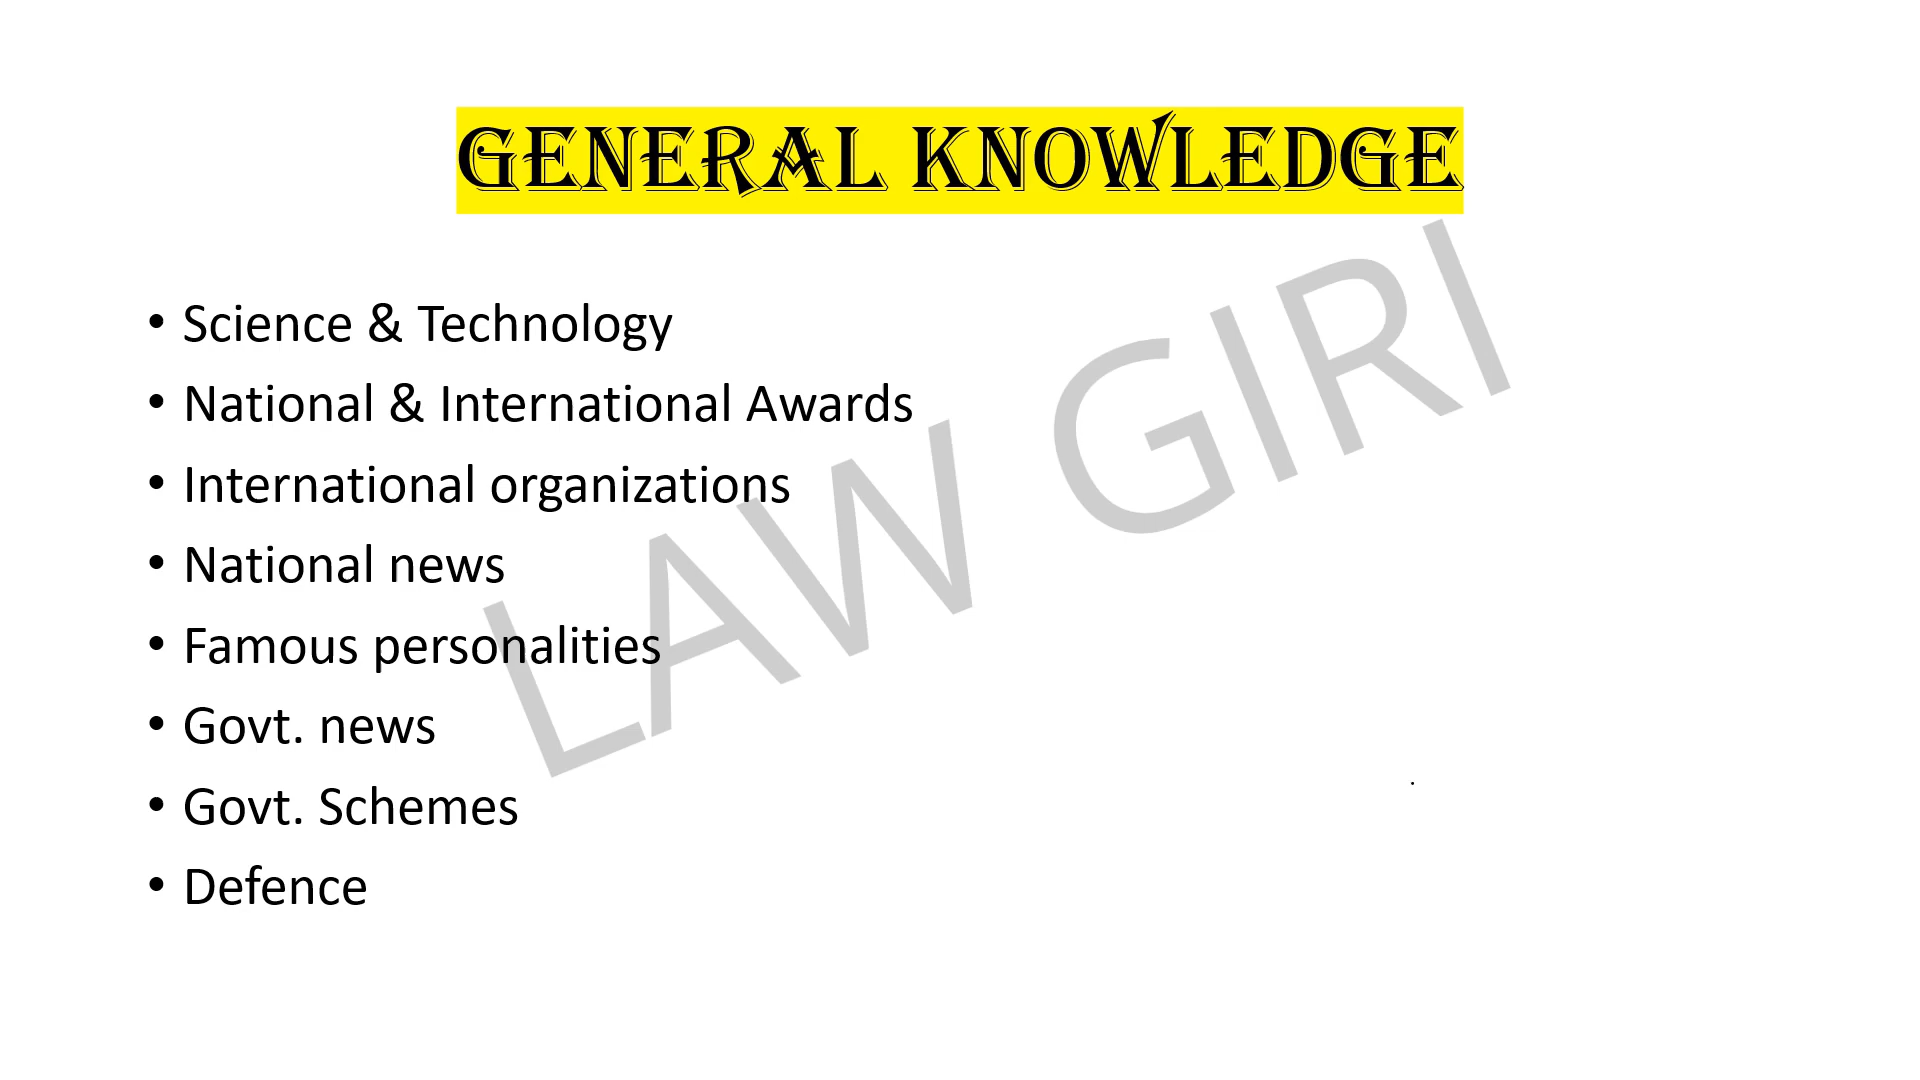 GENERAL KNOWLEDGE
• Science & Technology
• National & International Awards
• International organizations
• National news
• Famous personalities
• Govt. news
• Govt. Schemes
• Defence
LAW GIRI